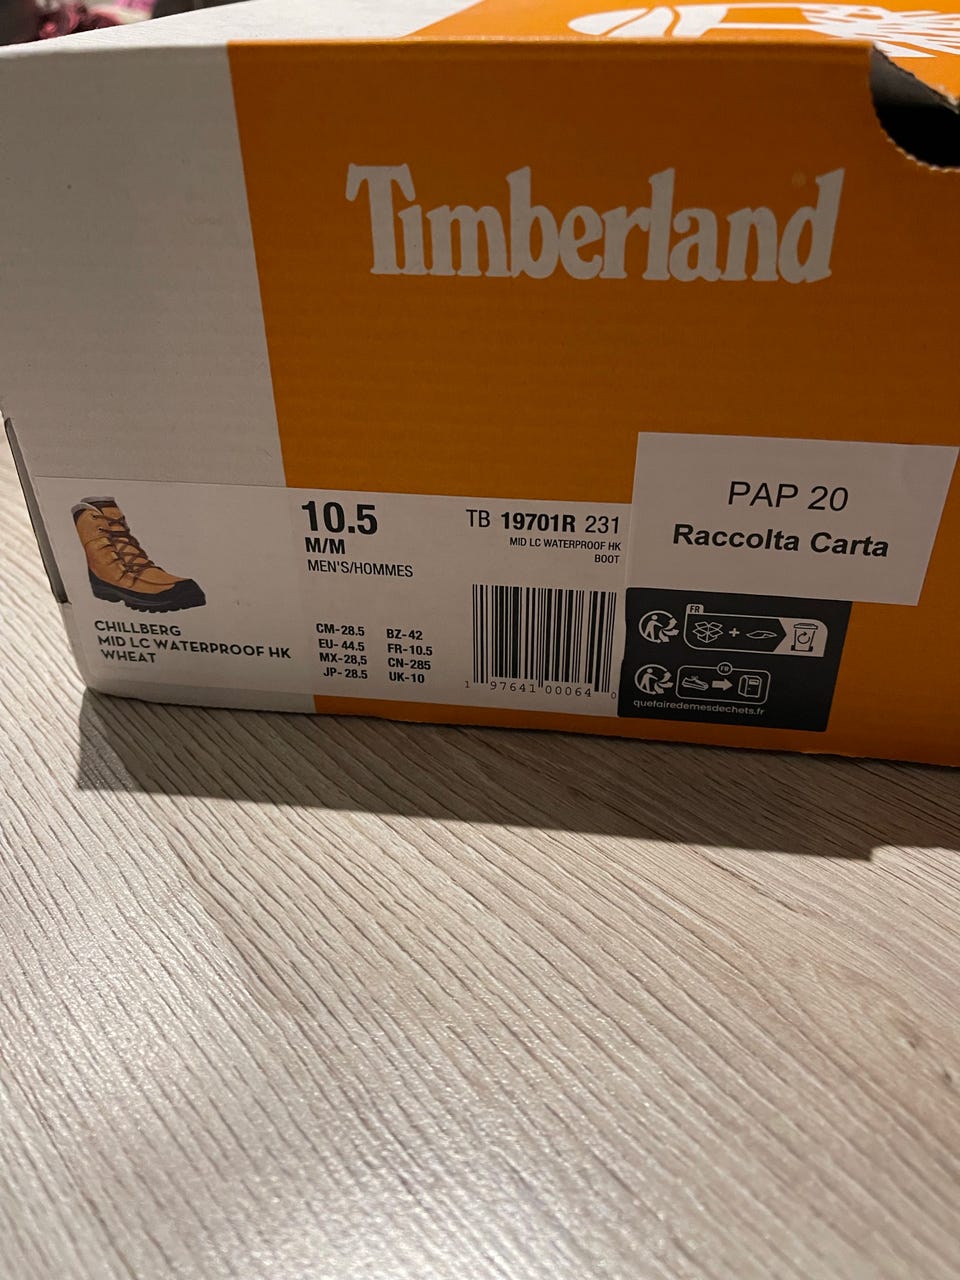 Timberland
PAP 20
Raccolta Carta
10.5
M/M
MEN'S/HOMMES
TB 19701R 231
MID LC WATERPROOF HK
BOOT
CHILLBERG
MID LC WATERPROOF HK
WHEAT
CM-28.5 BZ-42
EU-44.5 FR-10.5
MX-28,5 CN-285
JP-28.5 UK-10
1 97641 00064 0
FR
FR
quefairedemesdechets.fr